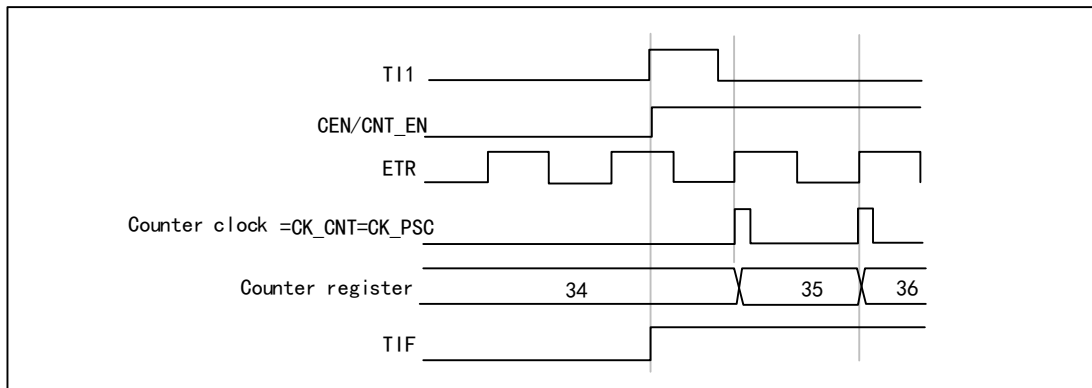 TI1
CEN/CNT_EN
ETR
Counter clock =CK_CNT=CK_PSC
Counter register 34 35 36
TIF